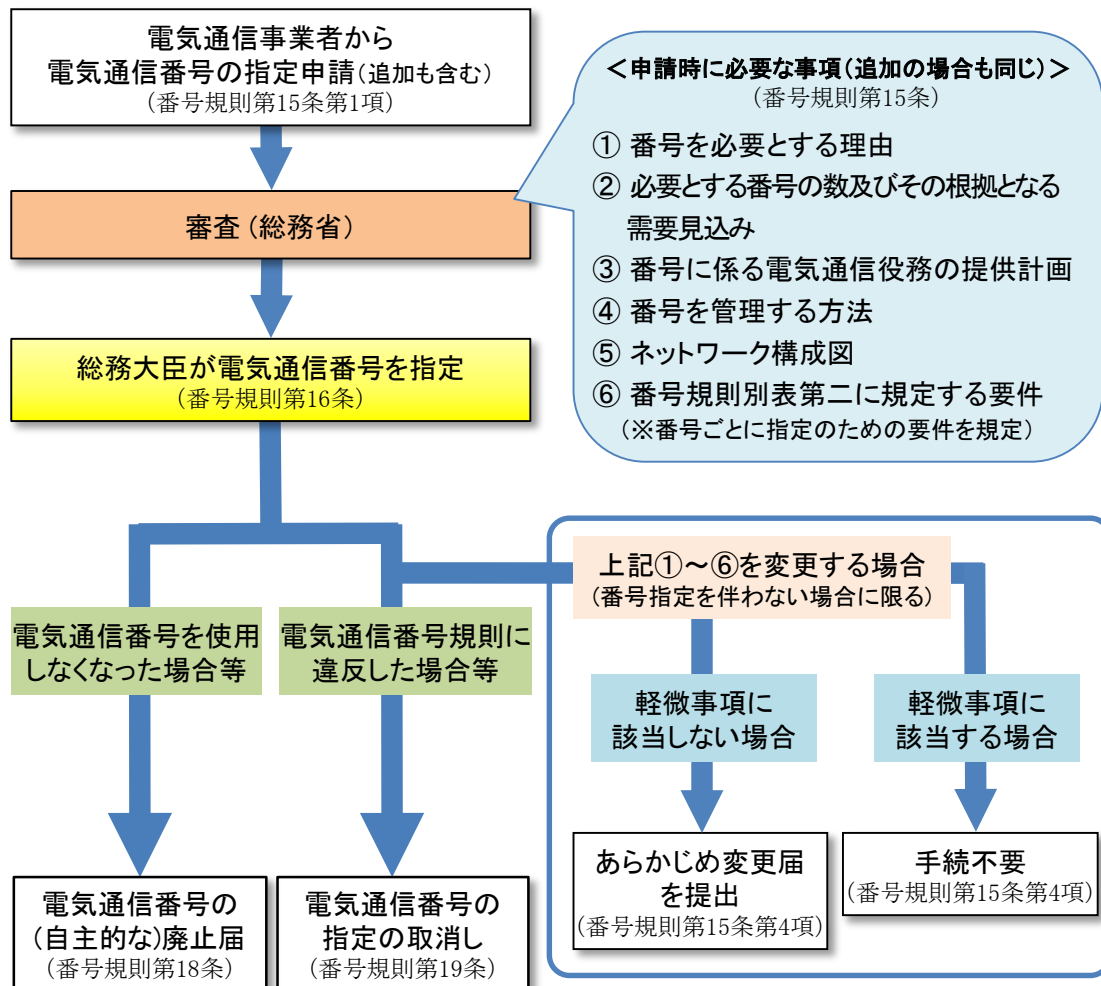 電気通信事業者から
電気通信番号の指定申請(追加も含む)
(番号規則第15条第1項)
審査(総務省)
総務大臣が電気通信番号を指定
(番号規則第16条)
<申請時に必要な事項(追加の場合も同じ)>
(番号規則第15条)
① 番号を必要とする理由
② 必要とする番号の数及びその根拠となる
需要見込み
③ 番号に係る電気通信役務の提供計画
④ 番号を管理する方法
⑤ ネットワーク構成図
⑥ 番号規則別表第二に規定する要件
(※番号ごとに指定のための要件を規定)
上記①～⑥を変更する場合
(番号指定を伴わない場合に限る)
電気通信番号を使用
しなくなった場合等
電気通信番号規則に
違反した場合等
軽微事項に
該当しない場合
軽微事項に
該当する場合
電気通信番号の
(自主的な)廃止届
(番号規則第18条)
電気通信番号の
指定の取消し
(番号規則第19条)
あらかじめ変更届
を提出
(番号規則第15条第4項)
手続不要
(番号規則第15条第4項)